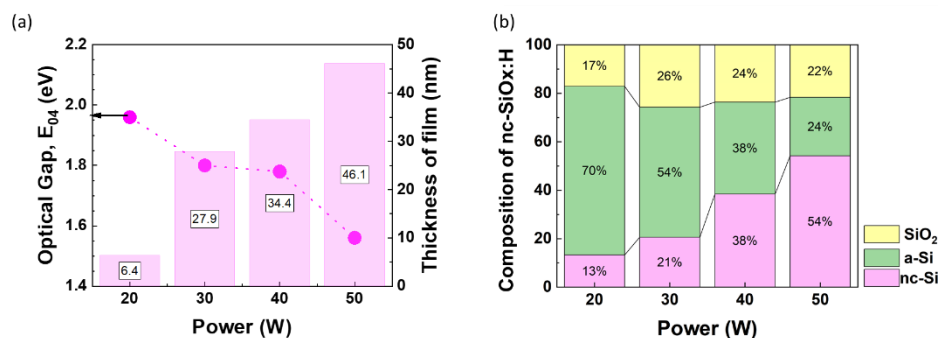 (a)
Optical Gap, E04 (eV)
2.2
2.0
1.8
1.6
1.4
6.4
27.9
34.4
46.1
50
40
30
20
10
0
Thickness of film (nm)
20 30 40 50
Power (W)
(b)
Composition of nc-SiOx:H
100
80
60
40
20
0
17% 26% 24% 22%
70% 54% 38% 24%
13% 21% 38% 54%
20 30 40 50
Power (W)
SiO2
a-Si
nc-Si